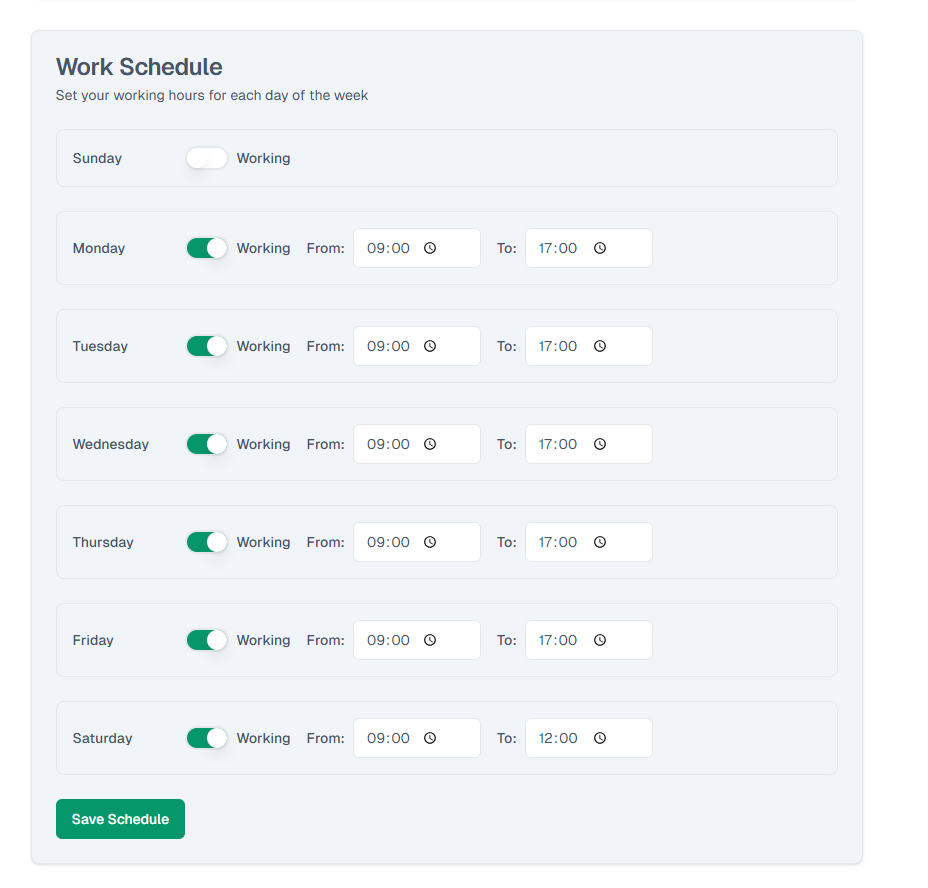 Work Schedule
Set your working hours for each day of the week
Sunday Working
Monday Working From: 09:00 To: 17:00
Tuesday Working From: 09:00 To: 17:00
Wednesday Working From: 09:00 To: 17:00
Thursday Working From: 09:00 To: 17:00
Friday Working From: 09:00 To: 17:00
Saturday Working From: 09:00 To: 12:00
Save Schedule